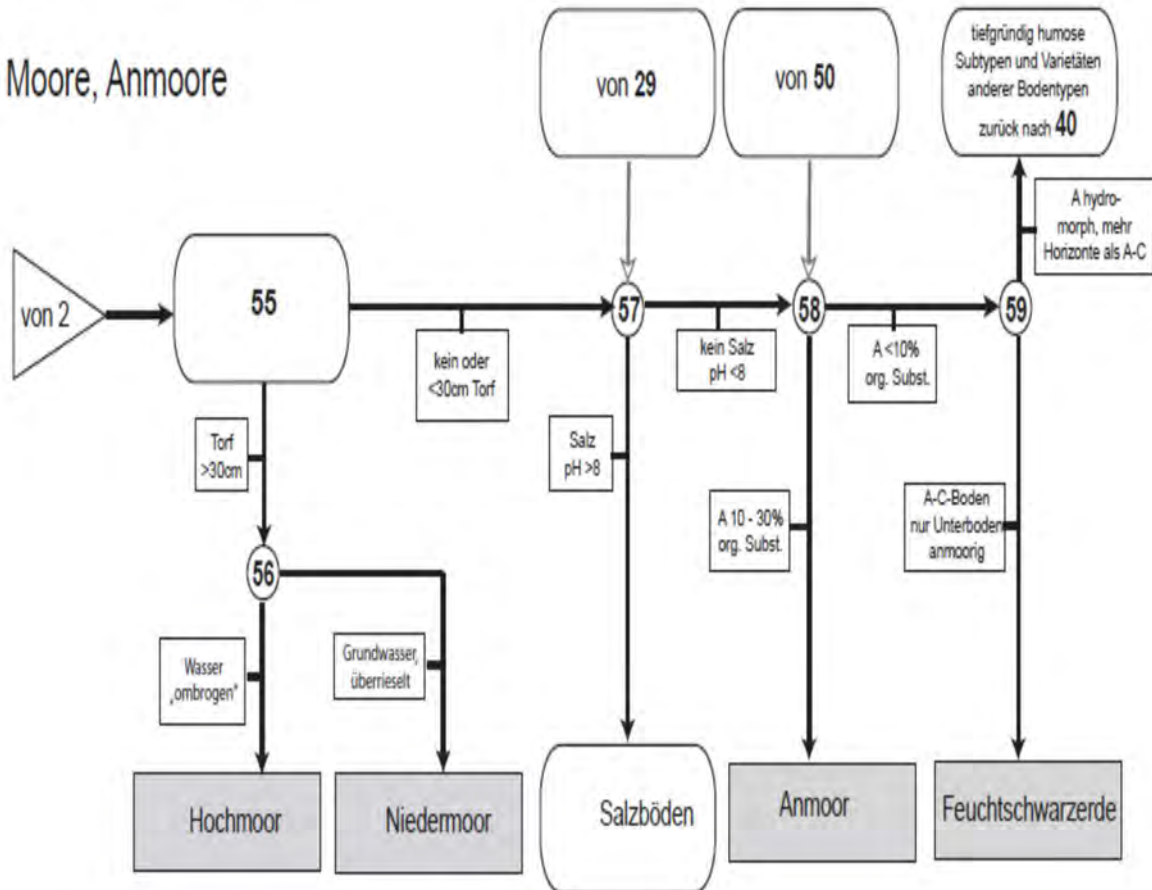 Moore, Anmoore
von 29
von 50
tiefgründig humose
Subtypen und Varietäten
anderer Bodentypen
zurück nach 40
A hydro-
morph, mehr
Horizonte als A-C
von 2
55
57
58
59
kein oder
<30cm Torf
kein Salz
pH <8
A <10%
org. Subst.
Torf
>30cm
Salz
pH >8
A 10 - 30%
org. Subst.
A-C-Boden
nur Unterboden
anmoorig
56
Wasser
„ombrogen"
Grundwasser,
überrieselt
Hochmoor
Niedermoor
Salzböden
Anmoor
Feuchtschwarzerde